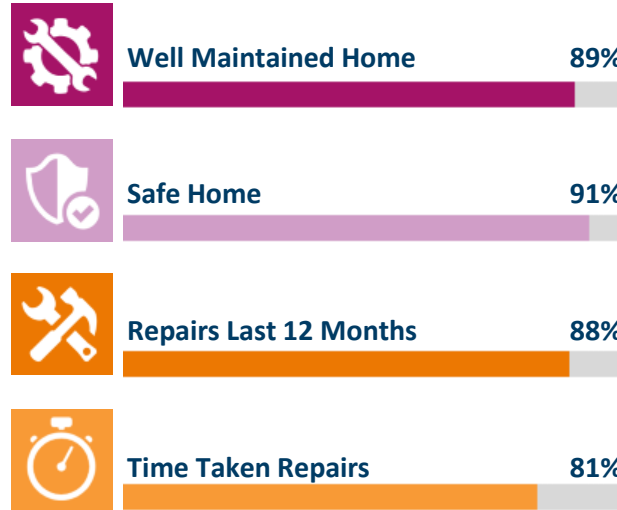 Well Maintained Home 89%
Safe Home 91%
Repairs Last 12 Months 88%
Time Taken Repairs 81%